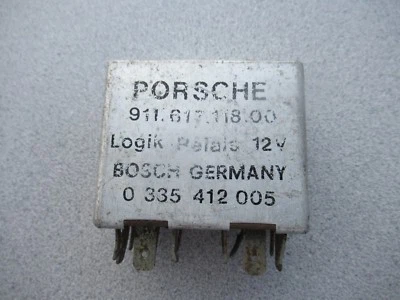 PORSCHE
911.617.118.00
Logik Relais 12V
BOSCH GERMANY
0 335 412 005